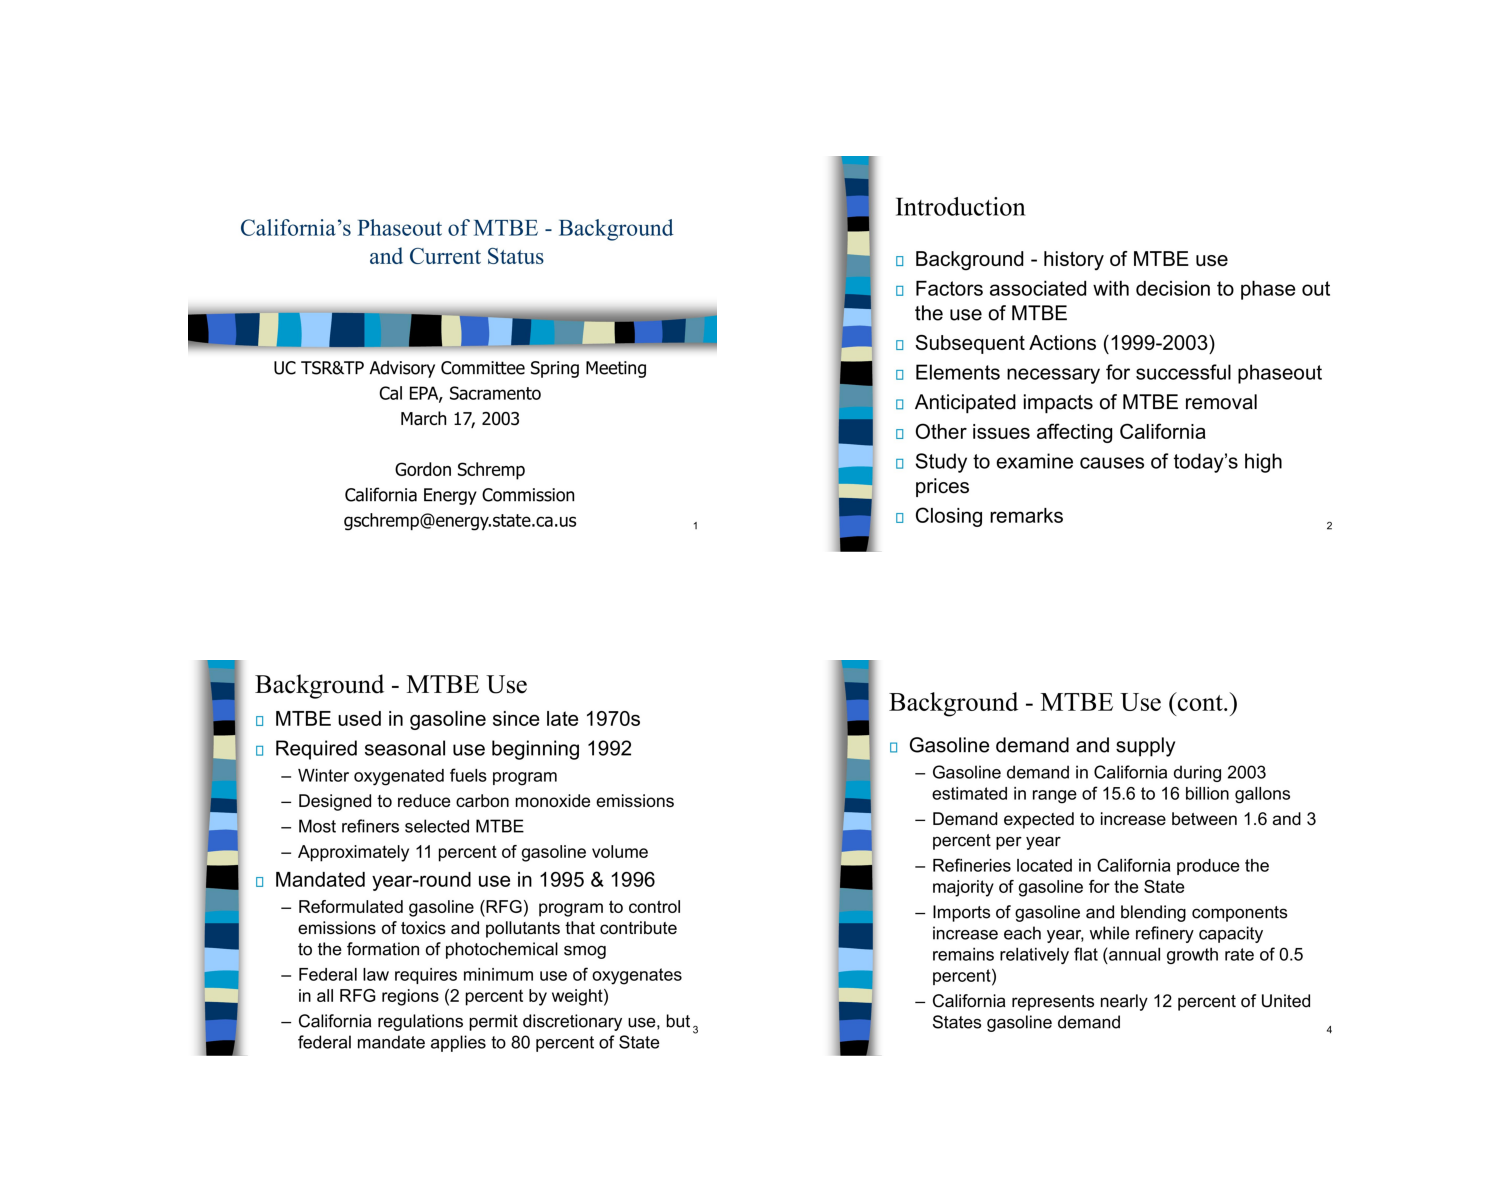 California's Phaseout of MTBE - Background
and Current Status
UC TSR&TP Advisory Committee Spring Meeting
Cal EPA, Sacramento
March 17, 2003
Gordon Schremp
California Energy Commission
gschremp@energy.state.ca.us
1
Introduction
Background - history of MTBE use
Factors associated with decision to phase out
the use of MTBE
Subsequent Actions (1999-2003)
Elements necessary for successful phaseout
Anticipated impacts of MTBE removal
Other issues affecting California
Study to examine causes of today's high
prices
Closing remarks
2
Background - MTBE Use
MTBE used in gasoline since late 1970s
Required seasonal use beginning 1992
– Winter oxygenated fuels program
– Designed to reduce carbon monoxide emissions
– Most refiners selected MTBE
– Approximately 11 percent of gasoline volume
Mandated year-round use in 1995 & 1996
– Reformulated gasoline (RFG) program to control
emissions of toxics and pollutants that contribute
to the formation of photochemical smog
– Federal law requires minimum use of oxygenates
in all RFG regions (2 percent by weight)
– California regulations permit discretionary use, but
federal mandate applies to 80 percent of State
3
Background - MTBE Use (cont.)
Gasoline demand and supply
– Gasoline demand in California during 2003
estimated in range of 15.6 to 16 billion gallons
– Demand expected to increase between 1.6 and 3
percent per year
– Refineries located in California produce the
majority of gasoline for the State
– Imports of gasoline and blending components
increase each year, while refinery capacity
remains relatively flat (annual growth rate of 0.5
percent)
– California represents nearly 12 percent of United
States gasoline demand
4